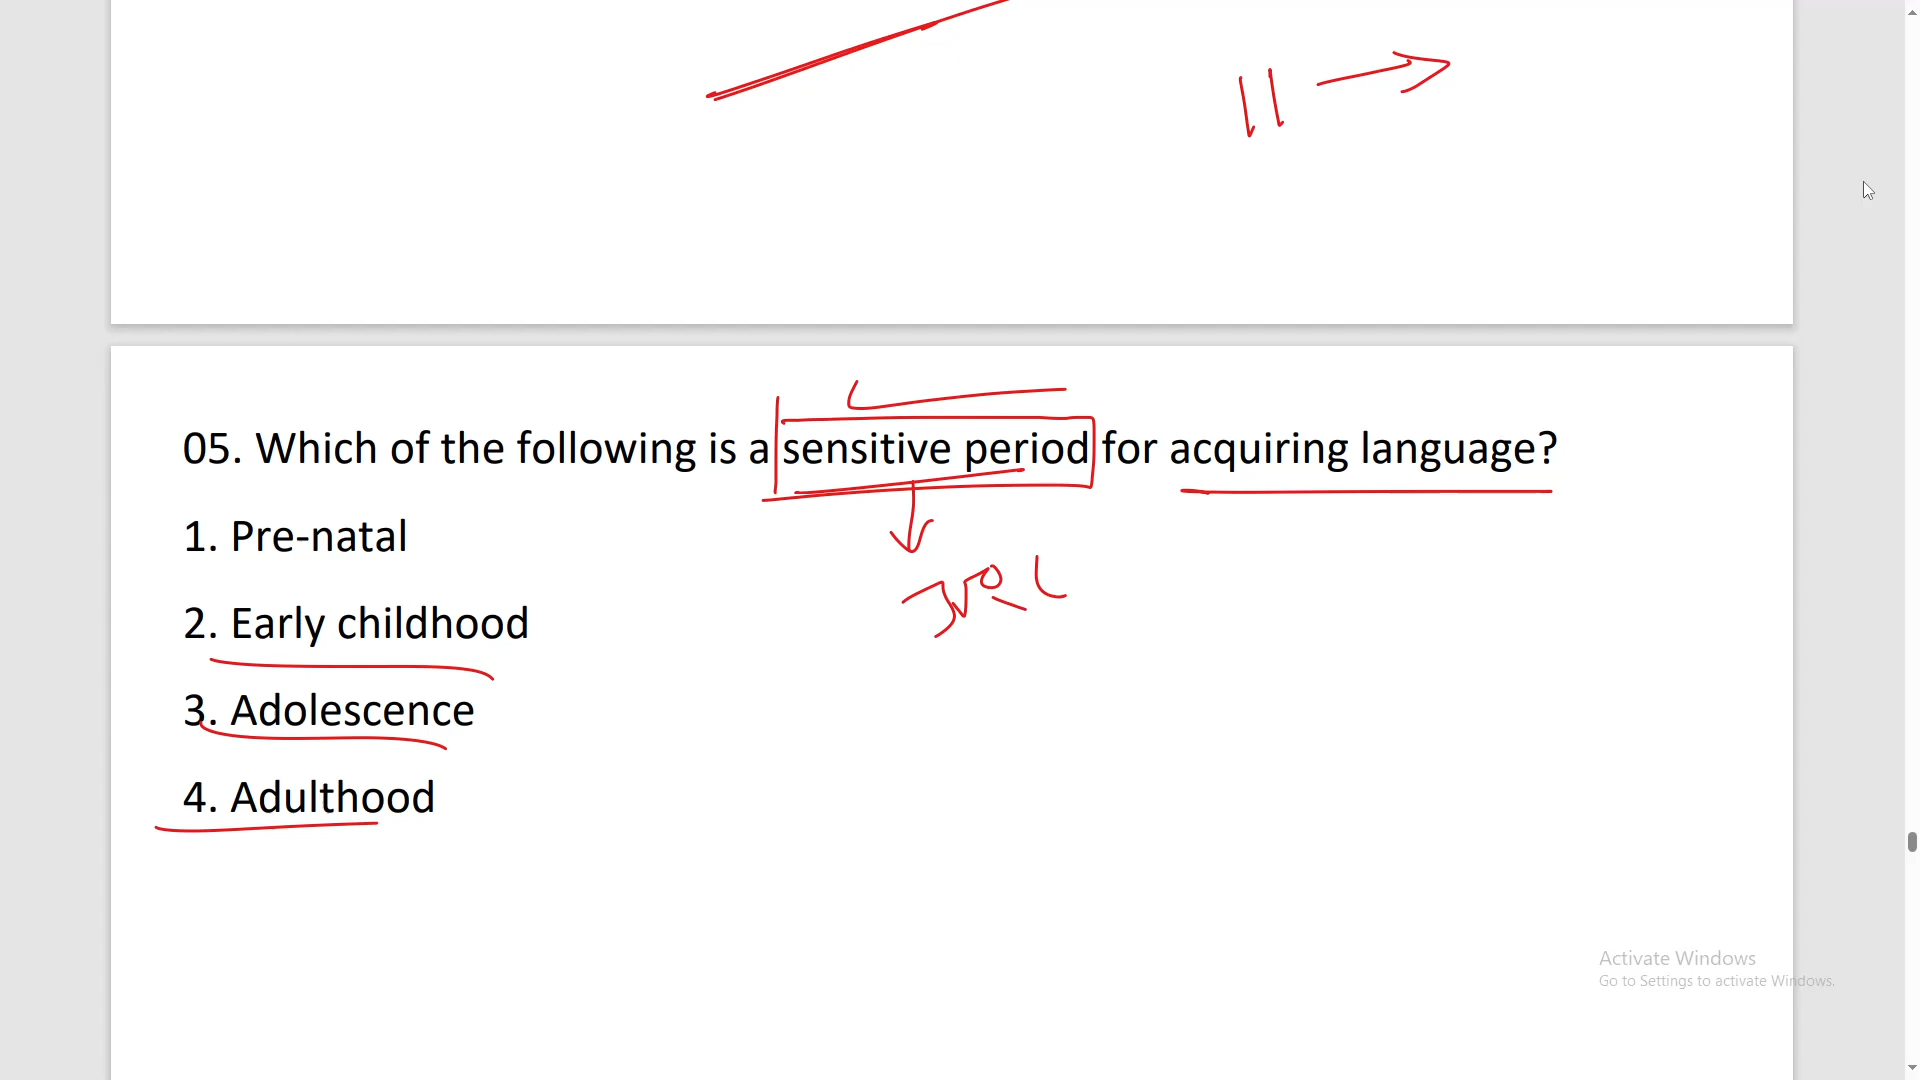 05. Which of the following is a sensitive period for acquiring language?
1. Pre-natal
2. Early childhood
3. Adolescence
4. Adulthood
Activate Windows
Go to Settings to activate Windows.